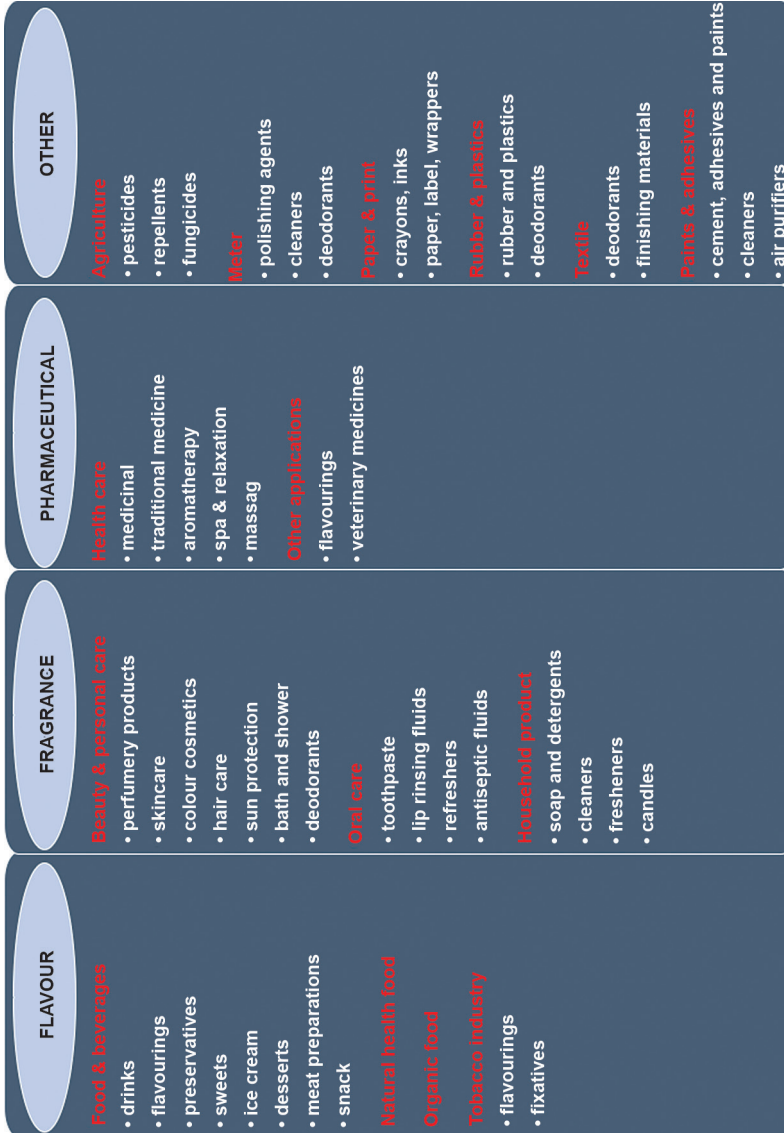 FLAVOUR
Food & beverages
• drinks
• flavourings
• preservatives
• sweets
• ice cream
• desserts
• meat preparations
• snack
Natural health food
Organic food
Tobacco industry
• flavourings
• fixatives
FRAGRANCE
Beauty & personal care
• perfumery products
• skincare
• colour cosmetics
• hair care
• sun protection
• bath and shower
• deodorants
Oral care
• toothpaste
• lip rinsing fluids
• refreshers
• antiseptic fluids
Household product
• soap and detergents
• cleaners
• fresheners
• candles
PHARMACEUTICAL
Health care
• medicinal
• traditional medicine
• aromatherapy
• spa & relaxation
• massag
Other applications
• flavourings
• veterinary medicines
OTHER
Agriculture
• pesticides
• repellents
• fungicides
Meter
• polishing agents
• cleaners
• deodorants
Paper & print
• crayons, inks
• paper, label, wrappers
Rubber & plastics
• rubber and plastics
• deodorants
Textile
• deodorants
• finishing materials
Paints & adhesives
• cement, adhesives and paints
• cleaners
• air purifiers